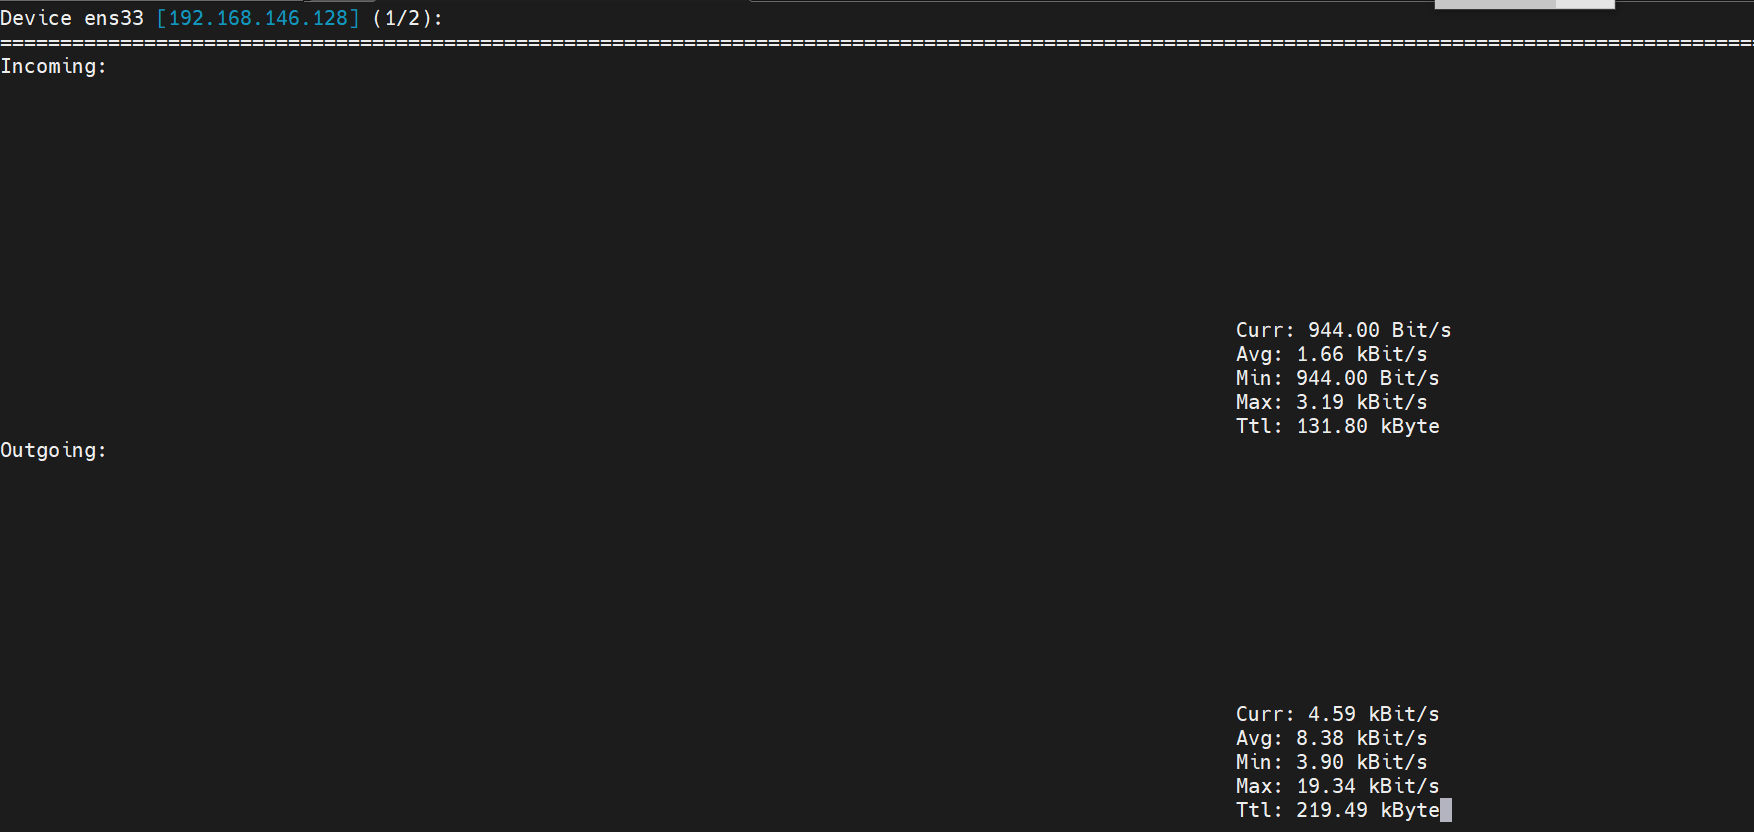 Device ens33 [192.168.146.128] (1/2):
==================================================================================================================================================
Incoming:
Curr: 944.00 Bit/s
Avg: 1.66 kBit/s
Min: 944.00 Bit/s
Max: 3.19 kBit/s
Ttl: 131.80 kByte
Outgoing:
Curr: 4.59 kBit/s
Avg: 8.38 kBit/s
Min: 3.90 kBit/s
Max: 19.34 kBit/s
Ttl: 219.49 kByte